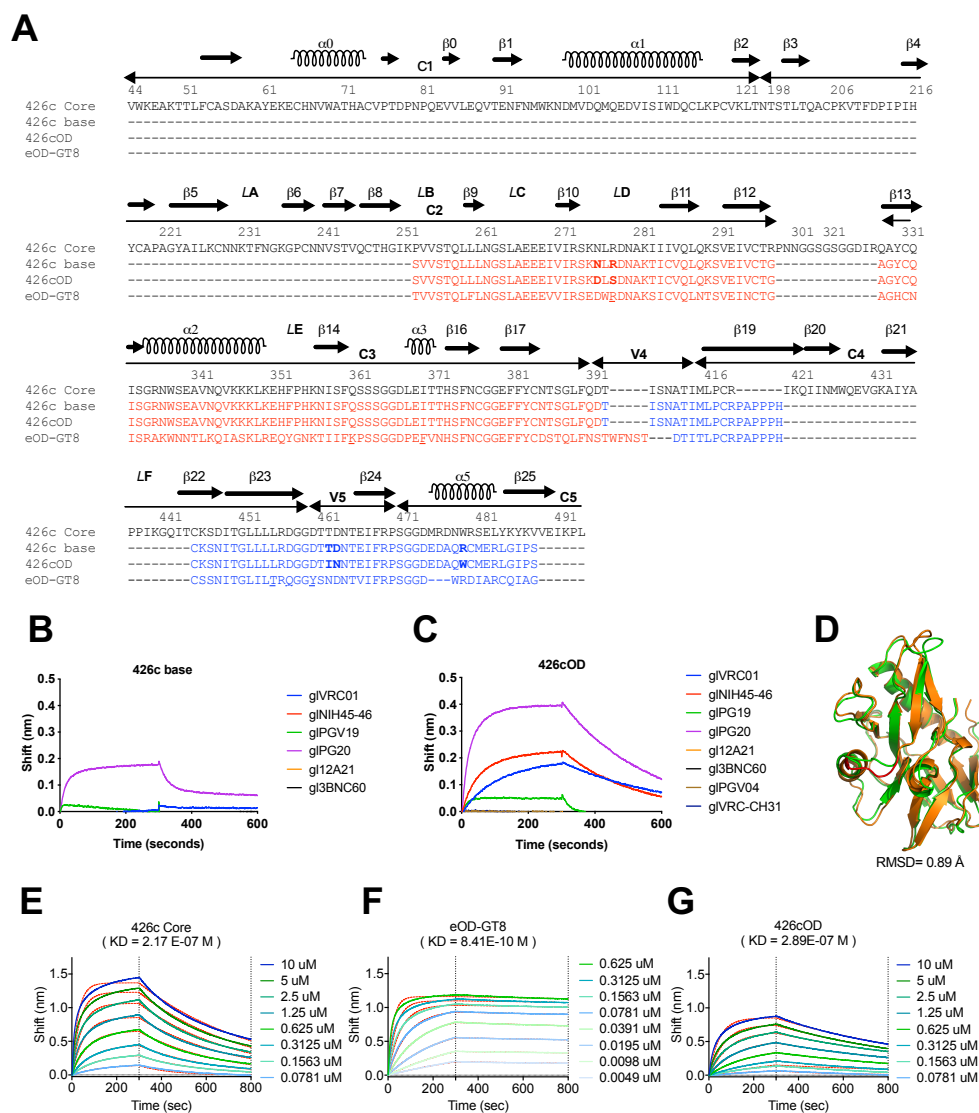 A
α0 β0 β1 α1 β2 β3 β4
C1
44 51 61 71 81 91 101 111 121 198 206 216
426c Core VWKEAKTTLFCASDAKAYEKECHNVWATHACVPTDPNPQEVVLEQVTENFNMWKNDMVDQMQEDVISIWDQCLKPCVKLTNTSTLTQACPKVTFDPIPIH
426c base ----------------------------------------------------------------------------------------------------
426cOD ----------------------------------------------------------------------------------------------------
eOD-GT8 ----------------------------------------------------------------------------------------------------
β5 LA β6 β7 β8 LB β9 LC β10 LD β11 β12 β13
C2
221 231 241 251 261 271 281 291 301 321 331
426c Core YCAPAGYAILKCNNKTFNGKGPCNNVSTVQCTHGIKPVVSTQLLLNGSLAEEEIVIRSKNLRDNAKIIIVQLQKSVEIVCTRPNNGGSGSGGDIRQAYCQ
426c base ------------------------------------SVVSTQLLLNGSLAEEEIVIRSKNLRDNAKTICVQLQKSVEIVCTG-------------AGYCQ
426cOD ------------------------------------SVVSTQLLLNGSLAEEEIVIRSKDLSDNAKTICVQLQKSVEIVCTG-------------AGYCQ
eOD-GT8 ------------------------------------TVVSTQLFLNGSLAEEEVVIRSEDWRDNAKSICVQLNTSVEIVCTG-------------AGHCN
α2 LE β14 α3 β16 β17 β19 β20 β21
C3 V4 C4
341 351 361 371 381 391 416 421 431
426c Core ISGRNWSEAVNQVKKKLKEHFPHKNISFQSSSGGDLEITTHSFNCGGEFFYCNTSGLFQDT-----ISNATIMLPCR------IKQIINMWQEVGKAIYA
426c base ISGRNWSEAVNQVKKKLKEHFPHKNISFQSSSGGDLEITTHSFNCGGEFFYCNTSGLFQDT-----ISNATIMLPCRPAPPPH-----------------
426cOD ISGRNWSEAVNQVKKKLKEHFPHKNISFQSSSGGDLEITTHSFNCGGEFFYCNTSGLFQDT-----ISNATIMLPCRPAPPPH-----------------
eOD-GT8 ISRAKWNNTLKQIASKLREQYGNKTIIFKPSSGGDPEFVNHSFNCGGEFFYCDSTQLFNSTWFNST---DTITLPCRPAPPPH-----------------
LF β22 β23 V5 β24 α5 β25 C5
441 451 461 471 481 491
426c Core PPIKGQITCKSDITGLLLLRDGGDTTDNTEIFRPSGGDMRDNWRSELYKYKVVEIKPL
426c base --------CKSNITGLLLLRDGGDTTDNTEIFRPSGGDEDAQRCMERLGIPS------
426cOD --------CKSNITGLLLLRDGGDTINNTEIFRPSGGDEDAQWCMERLGIPS------
eOD-GT8 --------CSSNITGLILTRQGGYSNDNTVIFRPSGGD---WRDIARCQIAG------
B
426c base
Shift (nm)
0.5
0.4
0.3
0.2
0.1
0.0
0 200 400 600
Time (seconds)
glVRC01
glNIH45-46
glPGV19
glPG20
gl12A21
gl3BNC60
C
426cOD
Shift (nm)
0.5
0.4
0.3
0.2
0.1
0.0
0 200 400 600
Time (seconds)
glVRC01
glNIH45-46
glPG19
glPG20
gl12A21
gl3BNC60
glPGV04
glVRC-CH31
D
RMSD= 0.89 Å
E
426c Core
( KD = 2.17 E-07 M )
Shift (nm)
1.5
1.0
0.5
0.0
0 200 400 600 800
Time (sec)
10 uM
5 uM
2.5 uM
1.25 uM
0.625 uM
0.3125 uM
0.1563 uM
0.0781 uM
F
eOD-GT8
( KD = 8.41E-10 M )
Shift (nm)
1.5
1.0
0.5
0.0
0 200 400 600 800
Time (sec)
0.625 uM
0.3125 uM
0.1563 uM
0.0781 uM
0.0391 uM
0.0195 uM
0.0098 uM
0.0049 uM
G
426cOD
( KD = 2.89E-07 M )
Shift (nm)
1.5
1.0
0.5
0.0
0 200 400 600 800
Time (sec)
10 uM
5 uM
2.5 uM
1.25 uM
0.625 uM
0.3125 uM
0.1563 uM
0.0781 uM